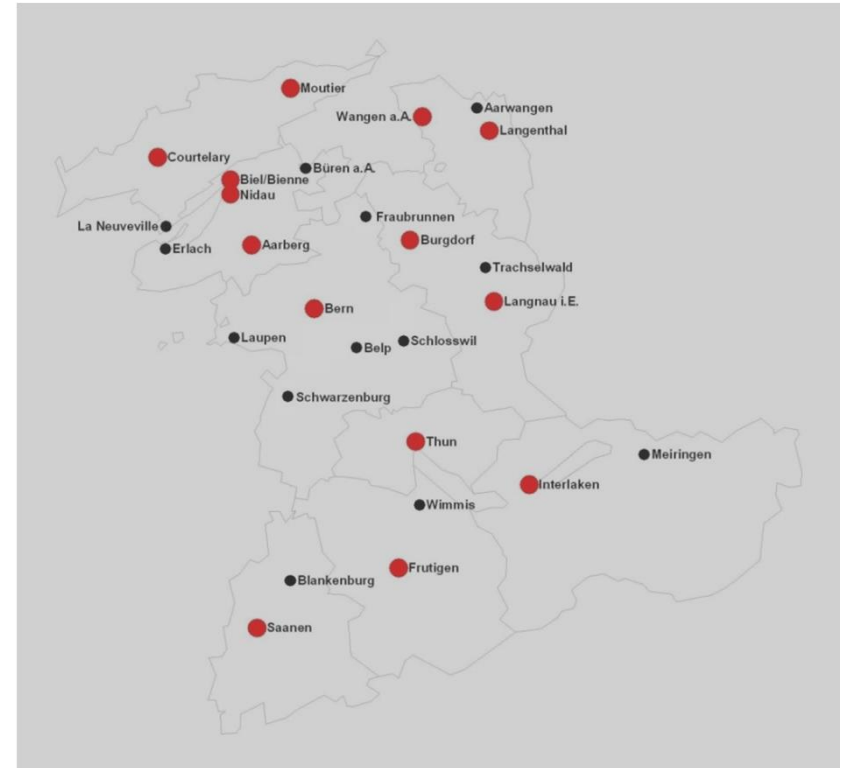 Moutier
Aarwangen
Wangen a.A.
Langenthal
Courtelary
Büren a.A.
Biel/Bienne
Nidau
Fraubrunnen
La Neuveville
Burgdorf
Aarberg
Erlach
Trachselwald
Langnau i.E.
Bern
Laupen
Schlosswil
Belp
Schwarzenburg
Thun
Meiringen
Interlaken
Wimmis
Frutigen
Blankenburg
Saanen